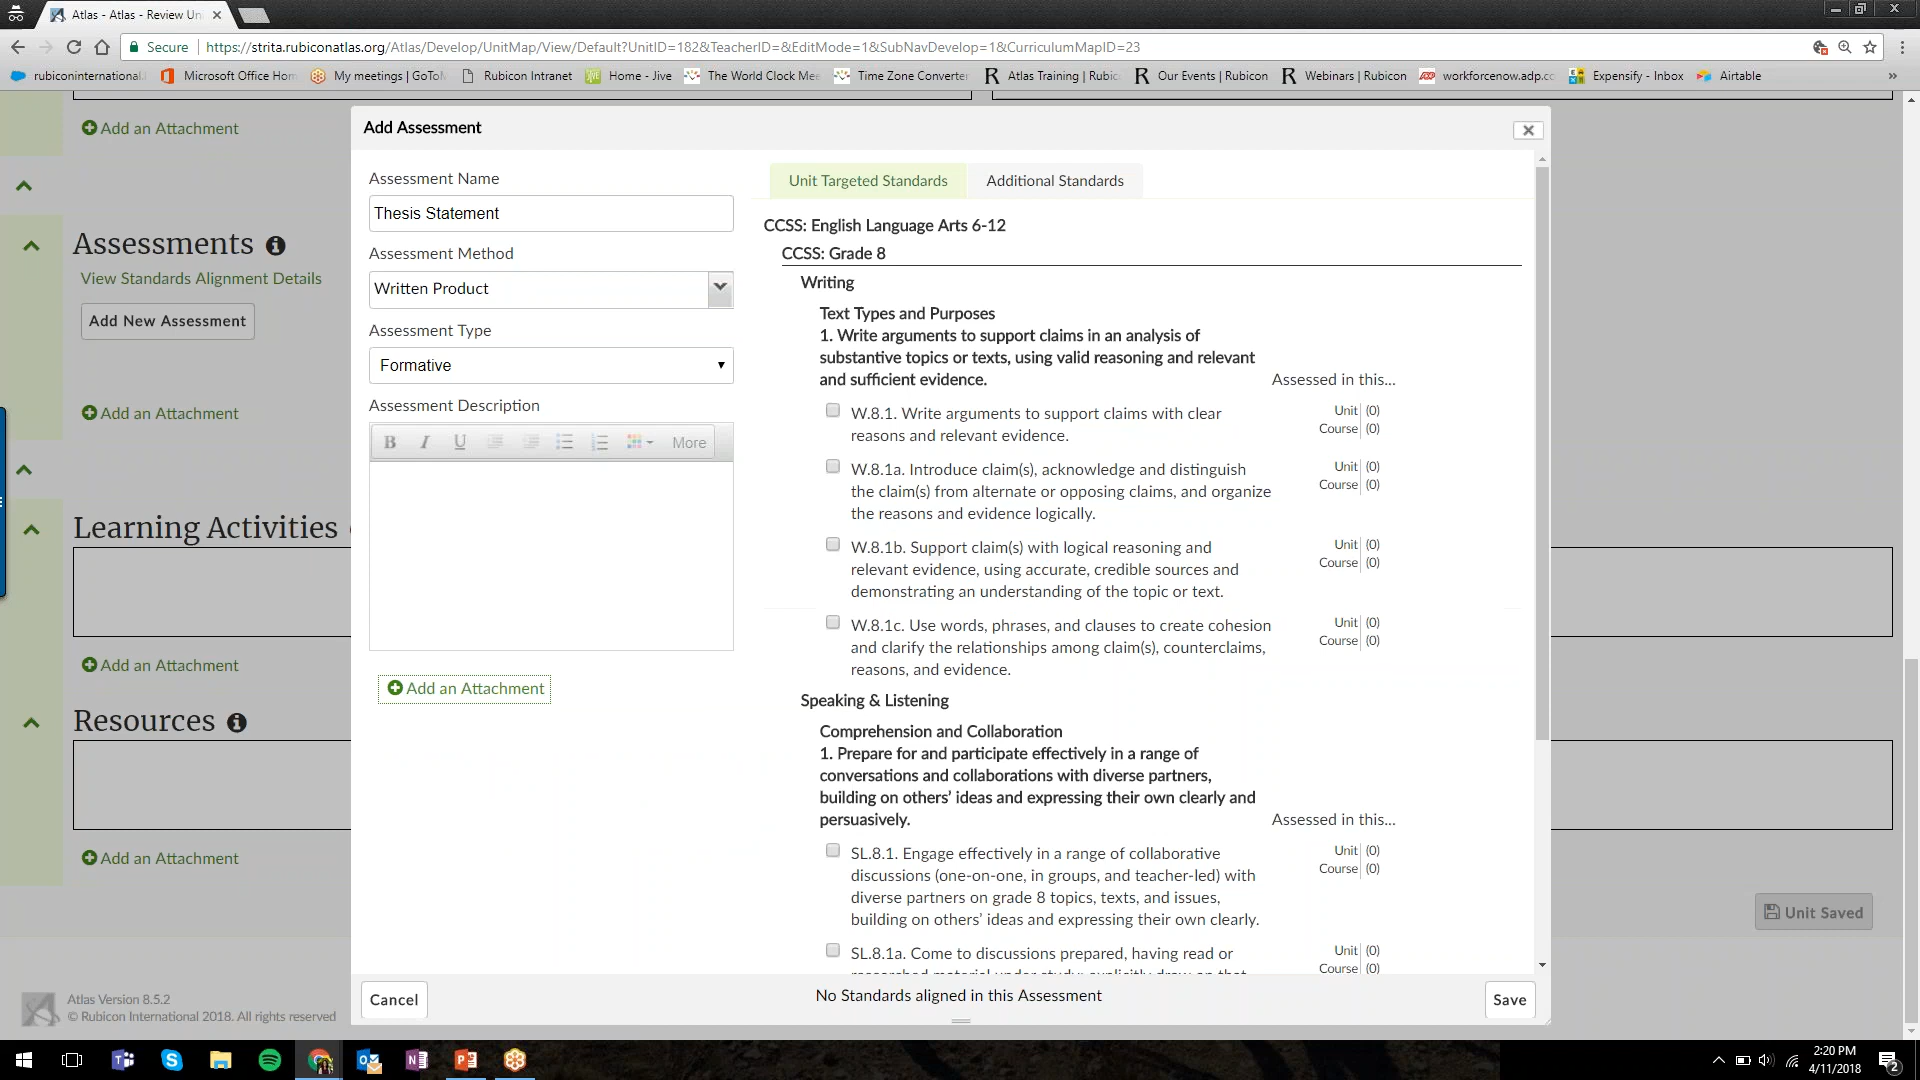 Atlas - Atlas - Review Uni
Secure
https://strita.rubiconatlas.org/Atlas/Develop/UnitMap/View/Default?UnitID=182&TeacherID=&EditMode=1&SubNavDevelop=1&CurriculumMapID=23
rubiconinternational.
Microsoft Office Hom
My meetings | GoToM
Rubicon Intranet
Home - Jive
The World Clock Mee
Time Zone Converter
Atlas Training | Rubic
Our Events | Rubicon
Webinars | Rubicon
workforcenow.adp.co
Expensify - Inbox
Airtable
Add an Attachment
Assessments
View Standards Alignment Details
Add New Assessment
Add an Attachment
Learning Activities
Add an Attachment
Resources
Add an Attachment
Atlas Version 8.5.2
© Rubicon International 2018. All rights reserved
Add Assessment
Assessment Name
Thesis Statement
Assessment Method
Written Product
Assessment Type
Formative
Assessment Description
B I U More
Add an Attachment
Unit Targeted Standards
Additional Standards
CCSS: English Language Arts 6-12
CCSS: Grade 8
Writing
Text Types and Purposes
1. Write arguments to support claims in an analysis of
substantive topics or texts, using valid reasoning and relevant
and sufficient evidence.
Assessed in this...
W.8.1. Write arguments to support claims with clear
reasons and relevant evidence.
Unit (0)
Course (0)
W.8.1a. Introduce claim(s), acknowledge and distinguish
the claim(s) from alternate or opposing claims, and organize
the reasons and evidence logically.
Unit (0)
Course (0)
W.8.1b. Support claim(s) with logical reasoning and
relevant evidence, using accurate, credible sources and
demonstrating an understanding of the topic or text.
Unit (0)
Course (0)
W.8.1c. Use words, phrases, and clauses to create cohesion
and clarify the relationships among claim(s), counterclaims,
reasons, and evidence.
Unit (0)
Course (0)
Speaking & Listening
Comprehension and Collaboration
1. Prepare for and participate effectively in a range of
conversations and collaborations with diverse partners,
building on others’ ideas and expressing their own clearly and
persuasively.
Assessed in this...
SL.8.1. Engage effectively in a range of collaborative
discussions (one-on-one, in groups, and teacher-led) with
diverse partners on grade 8 topics, texts, and issues,
building on others’ ideas and expressing their own clearly.
Unit (0)
Course (0)
SL.8.1a. Come to discussions prepared, having read or
Unit (0)
Course (0)
Cancel
No Standards aligned in this Assessment
Save
Unit Saved
2:20 PM
4/11/2018
2